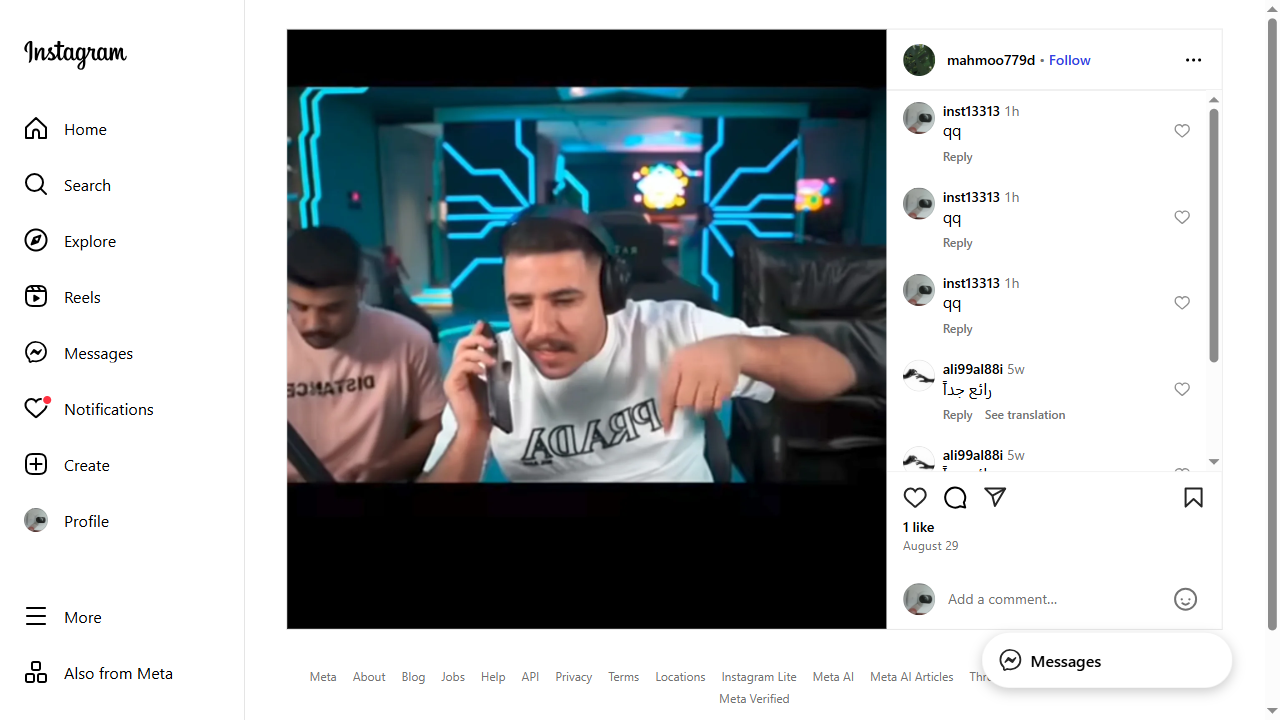 Instagram
Home
Search
Explore
Reels
Messages
Notifications
Create
Profile
More
Also from Meta
DISTANCE
PRADA
mahmoo779d • Follow
inst13313 1h
qq
Reply
inst13313 1h
qq
Reply
inst13313 1h
qq
Reply
ali99al88i 5w
رائع جداً
Reply See translation
ali99al88i 5w
1 like
August 29
Add a comment...
Messages
Meta About Blog Jobs Help API Privacy Terms Locations Instagram Lite Meta AI Meta AI Articles
Meta Verified